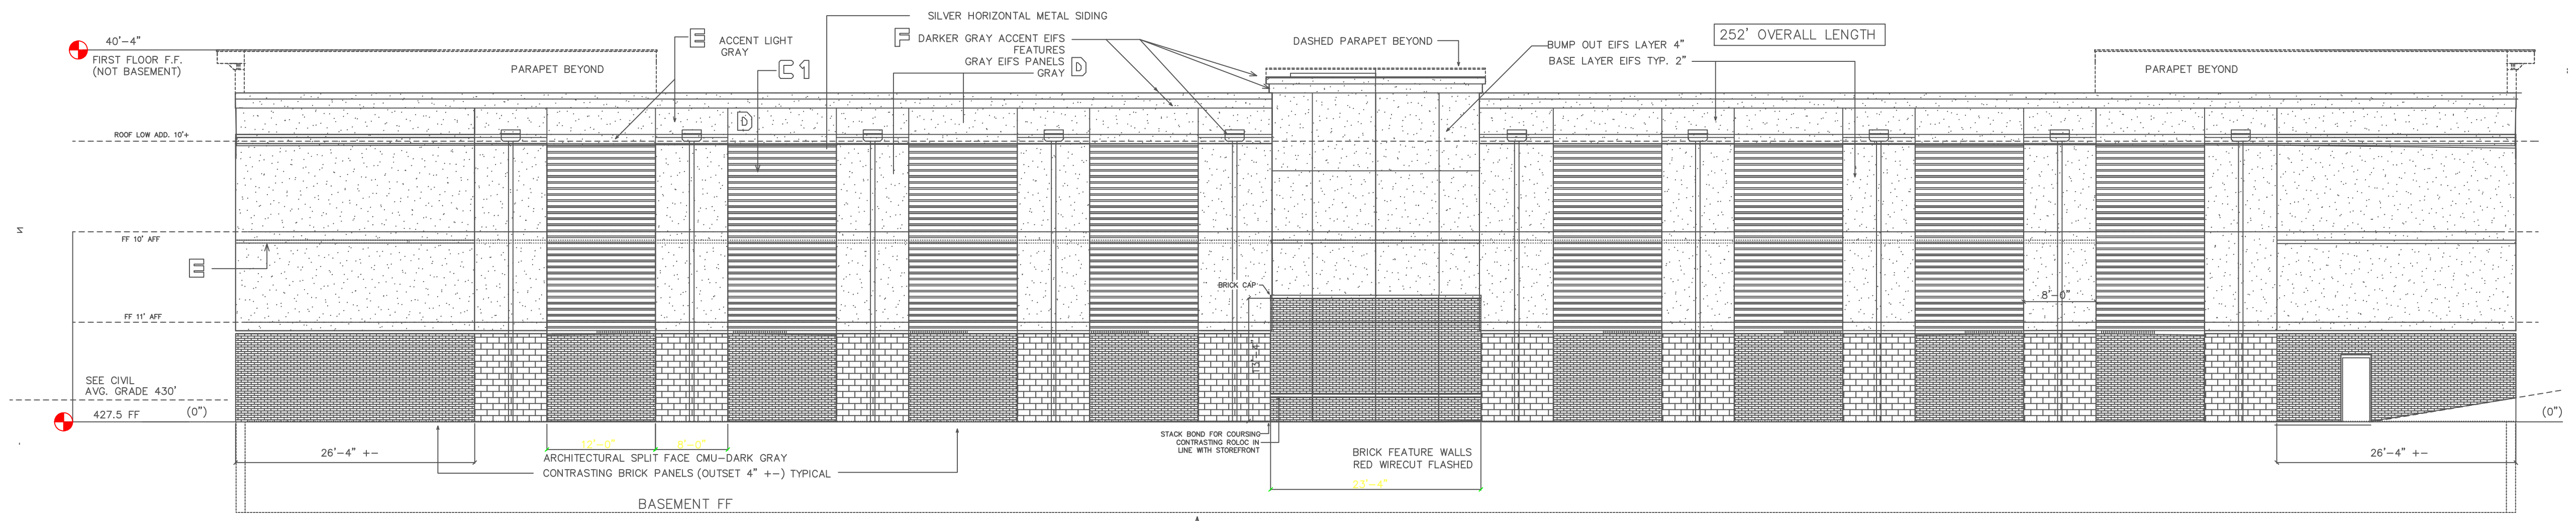 SILVER HORIZONTAL METAL SIDING
40'-4"
FIRST FLOOR F.F.
(NOT BASEMENT)
PARAPET BEYOND
E
ACCENT LIGHT
GRAY
C1
F
DARKER GRAY ACCENT EIFS
FEATURES
GRAY EIFS PANELS
GRAY
D
DASHED PARAPET BEYOND
BUMP OUT EIFS LAYER 4"
BASE LAYER EIFS TYP. 2"
252' OVERALL LENGTH
PARAPET BEYOND
D
ROOF LOW ADD. 10'+
FF 10' AFF
E
FF 11' AFF
BRICK CAP
13'-4"
8'-0"
SEE CIVIL
AVG. GRADE 430'
427.5 FF
(0")
(0")
26'-4" +-
12'-0"
8'-0"
ARCHITECTURAL SPLIT FACE CMU-DARK GRAY
CONTRASTING BRICK PANELS (OUTSET 4" +-) TYPICAL
STACK BOND FOR COURSING
CONTRASTING ROLOC IN
LINE WITH STOREFRONT
BRICK FEATURE WALLS
RED WIRECUT FLASHED
23'-4"
26'-4" +-
BASEMENT FF